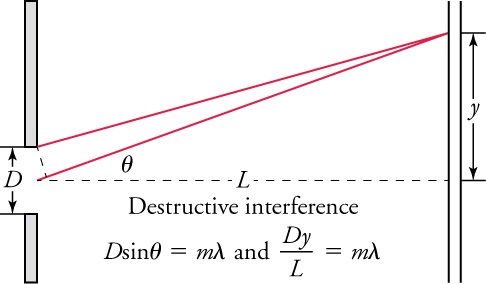 y
θ
D
L
Destructive interference
Dsinθ = mλ and Dy/L = mλ